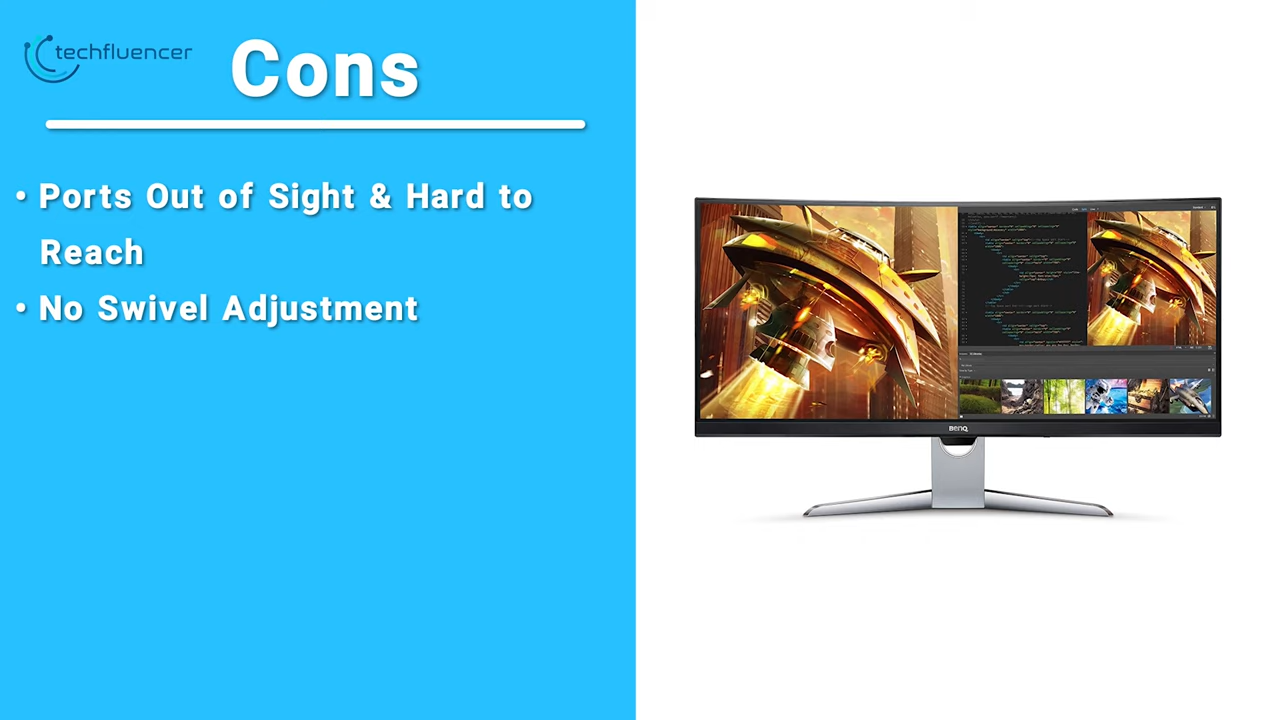 techfluencer
Cons
• Ports Out of Sight & Hard to
Reach
• No Swivel Adjustment
BenQ